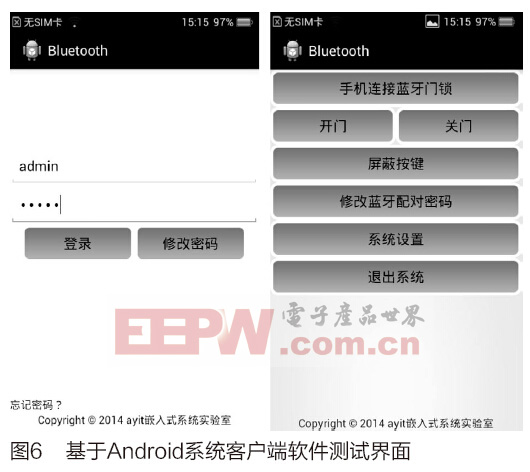 无SIM卡 15:15 97%
Bluetooth
admin
•••••
登录 修改密码
忘记密码？
Copyright © 2014 ayit嵌入式系统实验室
无SIM卡 15:15 97%
Bluetooth
手机连接蓝牙门锁
开门 关门
屏蔽按键
修改蓝牙配对密码
系统设置
退出系统
Copyright © 2014 ayit嵌入式系统实验室
EEPW 電子產品世界
.com.cn
图6 基于Android系统客户端软件测试界面